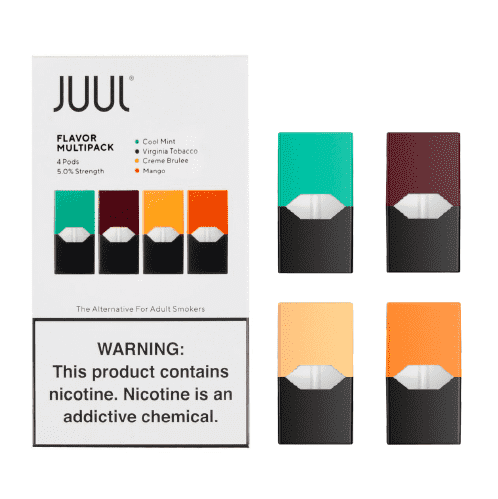 JUUL®
FLAVOR
MULTIPACK
4 Pods
5.0% Strength
Cool Mint
Virginia Tobacco
Creme Brulee
Mango
The Alternative For Adult Smokers
WARNING:
This product contains
nicotine. Nicotine is an
addictive chemical.